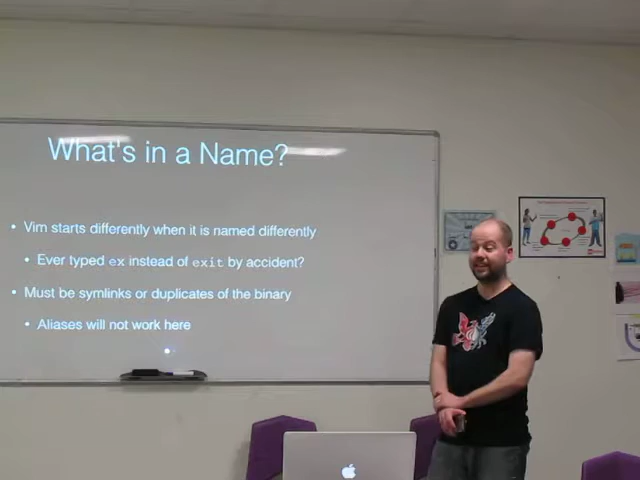 What's in a Name?
• Vim starts differently when it is named differently
• Ever typed ex instead of exit by accident?
• Must be symlinks or duplicates of the binary
• Aliases will not work here